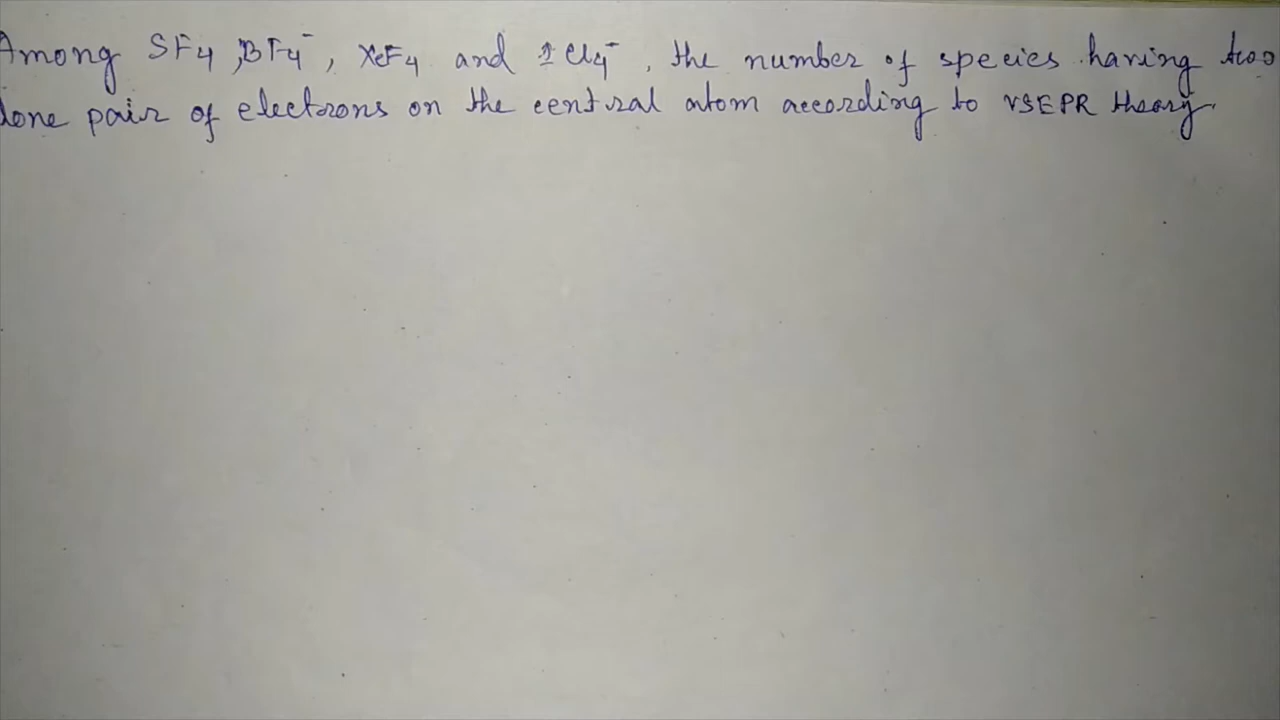 Among SF₄, BF₄⁻, XeF₄ and ICl₄⁻, the number of species having two
lone pair of electrons on the central atom according to VSEPR theory.